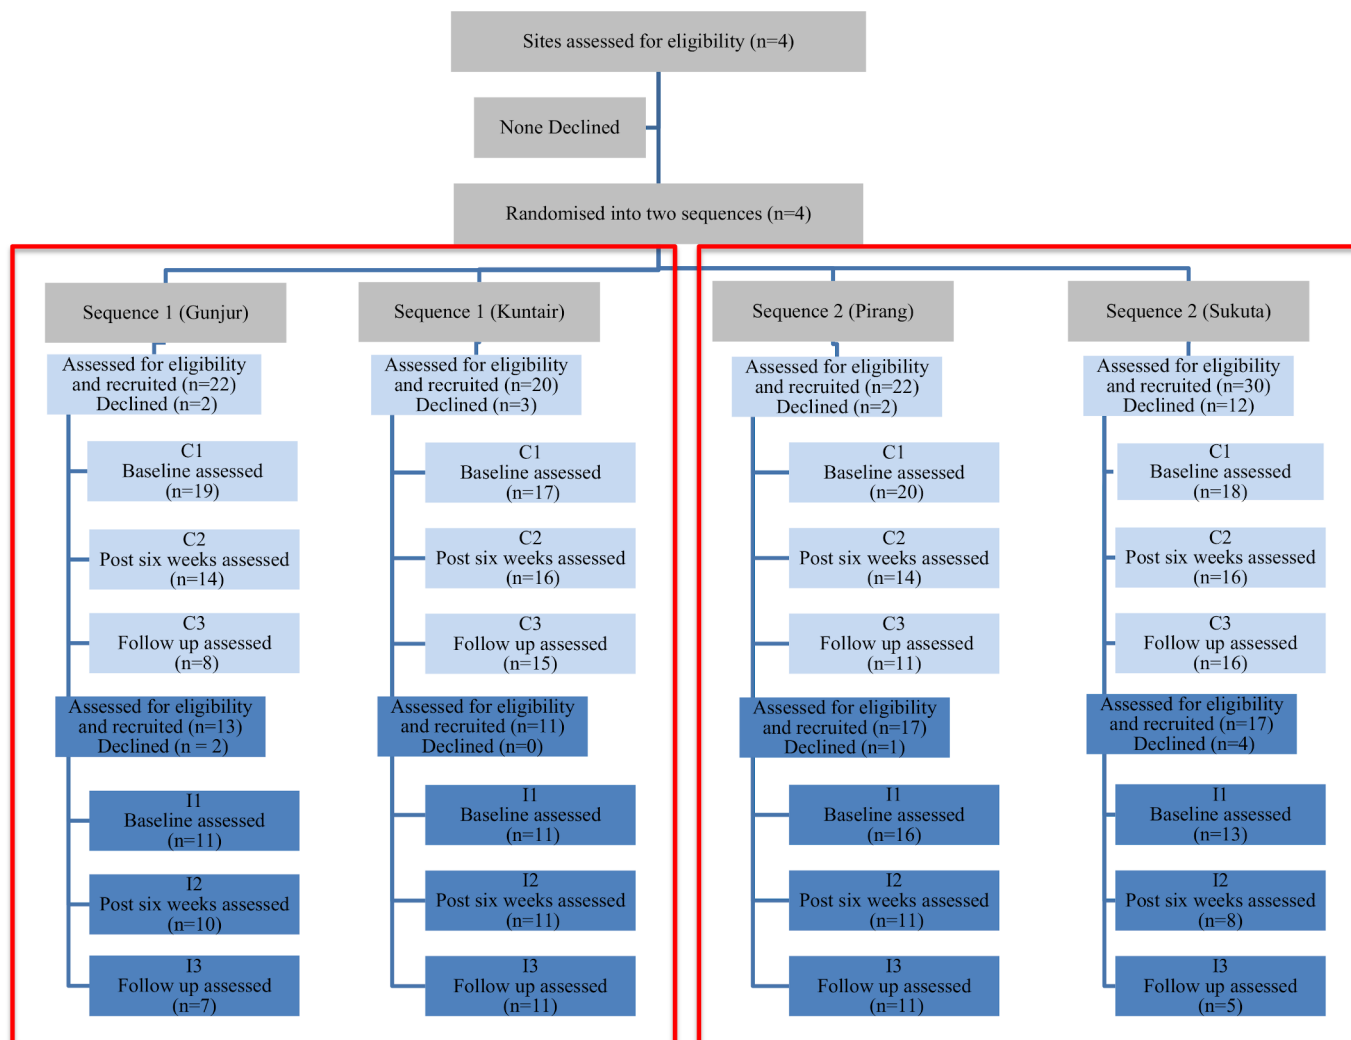 Sites assessed for eligibility (n=4)
None Declined
Randomised into two sequences (n=4)
Sequence 1 (Gunjur)
Assessed for eligibility
and recruited (n=22)
Declined (n=2)
C1
Baseline assessed
(n=19)
C2
Post six weeks assessed
(n=14)
C3
Follow up assessed
(n=8)
Assessed for eligibility
and recruited (n=13)
Declined (n = 2)
I1
Baseline assessed
(n=11)
I2
Post six weeks assessed
(n=10)
I3
Follow up assessed
(n=7)
Sequence 1 (Kuntair)
Assessed for eligibility
and recruited (n=20)
Declined (n=3)
C1
Baseline assessed
(n=17)
C2
Post six weeks assessed
(n=16)
C3
Follow up assessed
(n=15)
Assessed for eligibility
and recruited (n=11)
Declined (n=0)
I1
Baseline assessed
(n=11)
I2
Post six weeks assessed
(n=11)
I3
Follow up assessed
(n=11)
Sequence 2 (Pirang)
Assessed for eligibility
and recruited (n=22)
Declined (n=2)
C1
Baseline assessed
(n=20)
C2
Post six weeks assessed
(n=14)
C3
Follow up assessed
(n=11)
Assessed for eligibility
and recruited (n=17)
Declined (n=1)
I1
Baseline assessed
(n=16)
I2
Post six weeks assessed
(n=11)
I3
Follow up assessed
(n=11)
Sequence 2 (Sukuta)
Assessed for eligibility
and recruited (n=30)
Declined (n=12)
C1
Baseline assessed
(n=18)
C2
Post six weeks assessed
(n=16)
C3
Follow up assessed
(n=16)
Assessed for eligibility
and recruited (n=17)
Declined (n=4)
I1
Baseline assessed
(n=13)
I2
Post six weeks assessed
(n=8)
I3
Follow up assessed
(n=5)